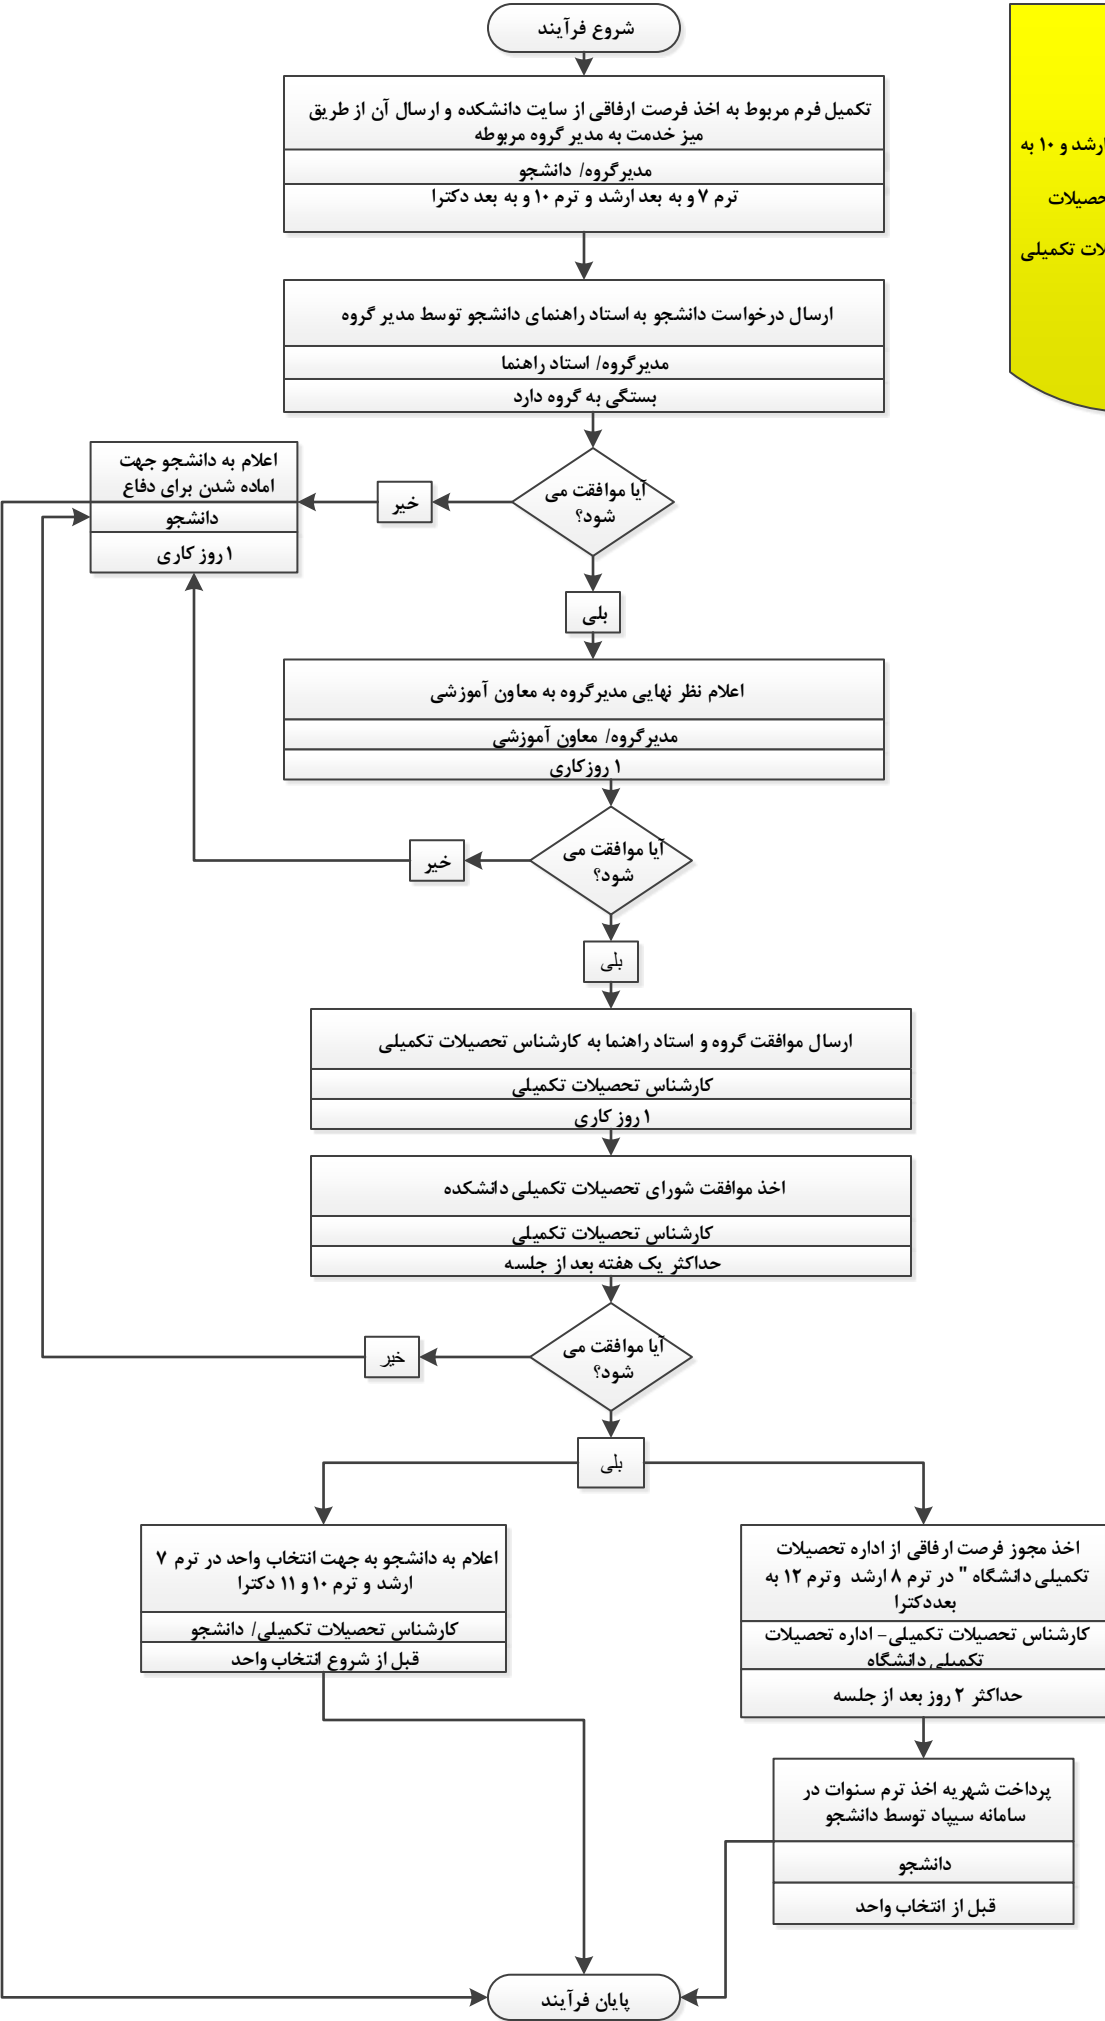 شروع فرآیند
تکمیل فرم مربوط به اخذ فرصت ارفاقی از سایت دانشکده و ارسال آن از طریق
میز خدمت به مدیر گروه مربوطه
مدیرگروه/ دانشجو
ترم ۷ و به بعد ارشد و ترم ۱۰ و به بعد دکترا
ارشد و ۱۰ به
لات تکمیلی
ارسال درخواست دانشجو به استاد راهنمای دانشجو توسط مدیر گروه
مدیرگروه/ استاد راهنما
بستگی به گروه دارد
آیا موافقت می
شود؟
خیر
اعلام به دانشجو جهت
اماده شدن برای دفاع
دانشجو
۱ روز کاری
بلی
اعلام نظر نهایی مدیرگروه به معاون آموزشی
مدیرگروه/ معاون آموزشی
۱ روزکاری
آیا موافقت می
شود؟
خیر
بلی
ارسال موافقت گروه و استاد راهنما به کارشناس تحصیلات تکمیلی
کارشناس تحصیلات تکمیلی
۱ روز کاری
اخذ موافقت شورای تحصیلات تکمیلی دانشکده
کارشناس تحصیلات تکمیلی
حداکثر یک هفته بعد از جلسه
آیا موافقت می
شود؟
خیر
بلی
اخذ مجوز فرصت ارفاقی از اداره تحصیلات
تکمیلی دانشگاه " در ترم ۸ ارشد وترم ۱۲ به
بعددکترا
کارشناس تحصیلات تکمیلی- اداره تحصیلات
تکمیلی دانشگاه
حداکثر ۲ روز بعد از جلسه
اعلام به دانشجو به جهت انتخاب واحد در ترم ۷
ارشد و ترم ۱۰ و ۱۱ دکترا
کارشناس تحصیلات تکمیلی/ دانشجو
قبل از شروع انتخاب واحد
پرداخت شهریه اخذ ترم سنوات در
سامانه سیپاد توسط دانشجو
دانشجو
قبل از انتخاب واحد
پایان فرآیند